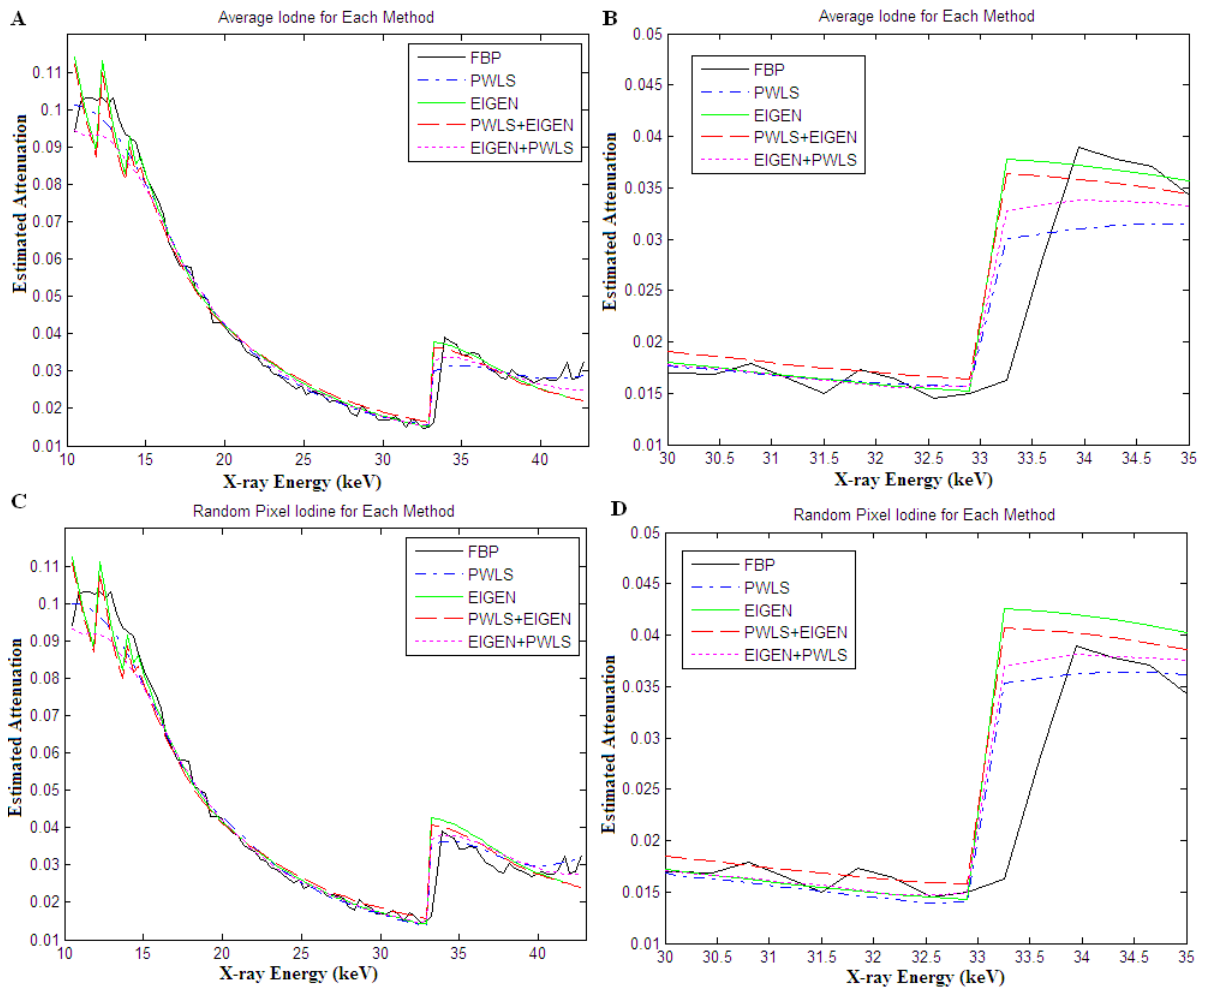 A
Average Iodne for Each Method
0.11
0.1
0.09
0.08
0.07
0.06
0.05
0.04
0.03
0.02
0.01
Estimated Attenuation
FBP
PWLS
EIGEN
PWLS+EIGEN
EIGEN+PWLS
10 15 20 25 30 35 40
X-ray Energy (keV)
B
Average Iodne for Each Method
0.05
0.045
0.04
0.035
0.03
0.025
0.02
0.015
0.01
Estimated Attenuation
FBP
PWLS
EIGEN
PWLS+EIGEN
EIGEN+PWLS
30 30.5 31 31.5 32 32.5 33 33.5 34 34.5 35
X-ray Energy (keV)
C
Random Pixel Iodine for Each Method
0.11
0.1
0.09
0.08
0.07
0.06
0.05
0.04
0.03
0.02
0.01
Estimated Attenuation
FBP
PWLS
EIGEN
PWLS+EIGEN
EIGEN+PWLS
10 15 20 25 30 35 40
X-ray Energy (keV)
D
Random Pixel Iodine for Each Method
0.05
0.045
0.04
0.035
0.03
0.025
0.02
0.015
0.01
Estimated Attenuation
FBP
PWLS
EIGEN
PWLS+EIGEN
EIGEN+PWLS
30 30.5 31 31.5 32 32.5 33 33.5 34 34.5 35
X-ray Energy (keV)